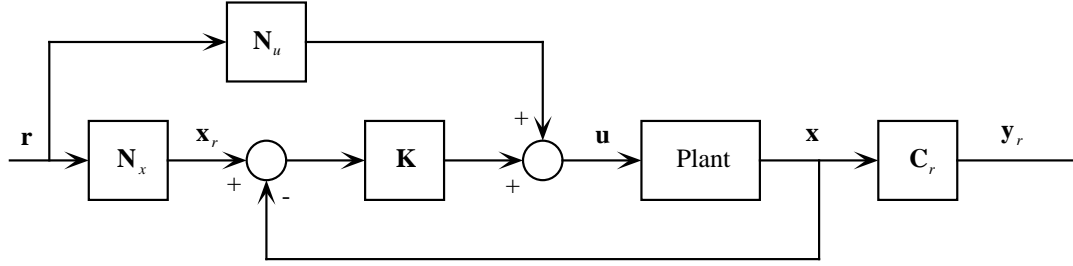 N_u
r
N_x
x_r
+
-
K
+
+
u
Plant
x
C_r
y_r